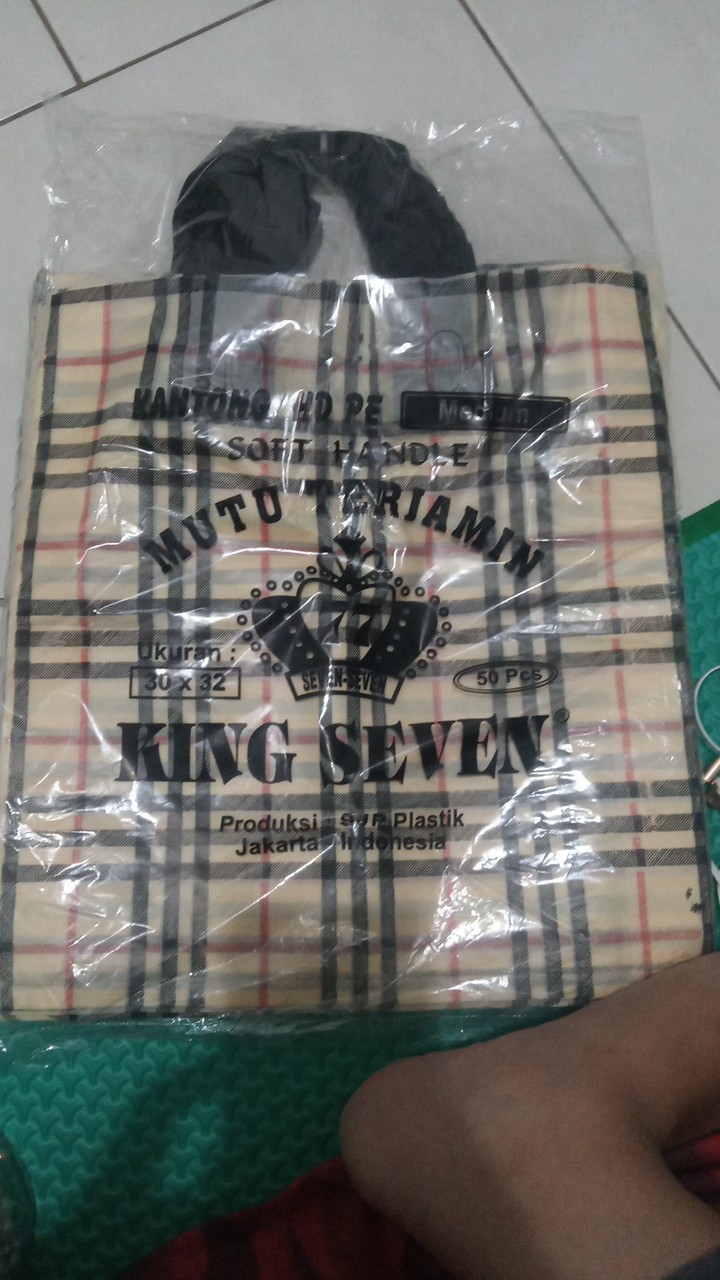 KANTONG HD PE Medium
SOFT HANDLE
MUTU TERJAMIN
77
SEVEN-SEVEN
Ukuran :
30 x 32
50 Pcs
KING SEVEN®
Produksi : SJP Plastik
Jakarta - Indonesia